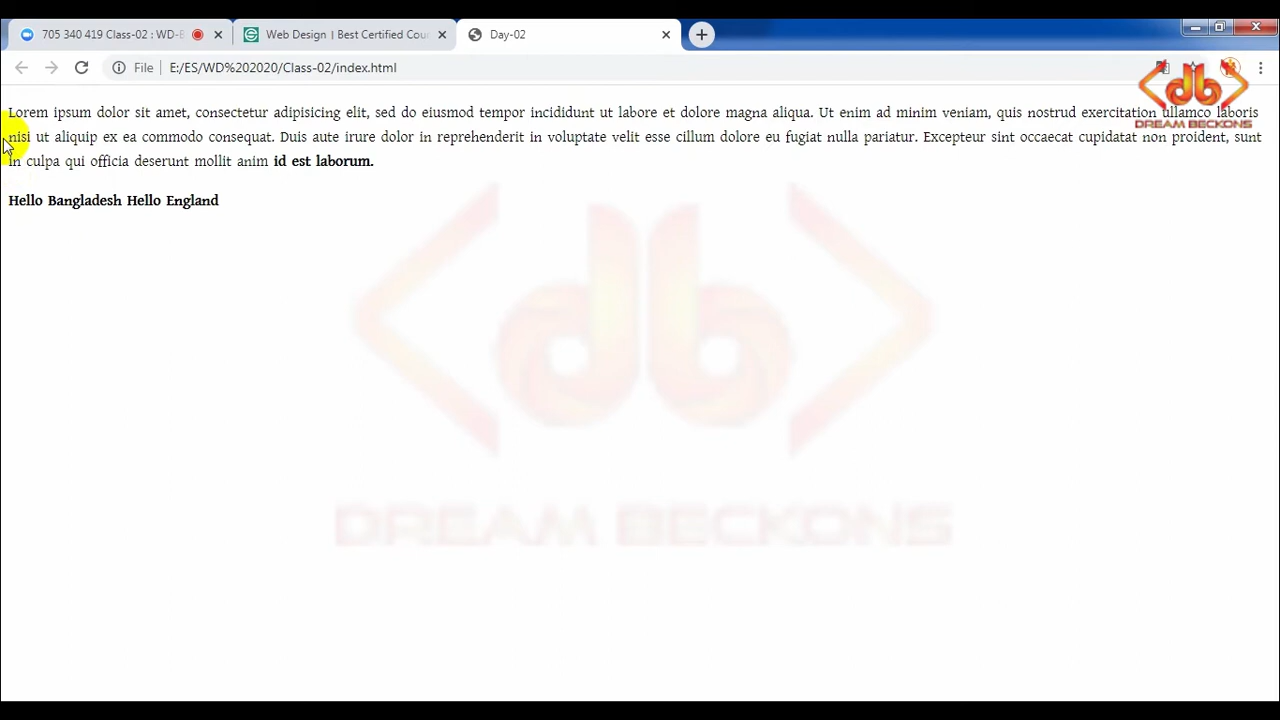 705 340 419 Class-02 : WD-8
Web Design | Best Certified Cou
Day-02
File
E:/ES/WD%202020/Class-02/index.html
DREAM BECKONS
Lorem ipsum dolor sit amet, consectetur adipisicing elit, sed do eiusmod tempor incididunt ut labore et dolore magna aliqua. Ut enim ad minim veniam, quis nostrud exercitation ullamco laboris
nisi ut aliquip ex ea commodo consequat. Duis aute irure dolor in reprehenderit in voluptate velit esse cillum dolore eu fugiat nulla pariatur. Excepteur sint occaecat cupidatat non proident, sunt
in culpa qui officia deserunt mollit anim id est laborum.
Hello Bangladesh Hello England
DREAM BECKONS